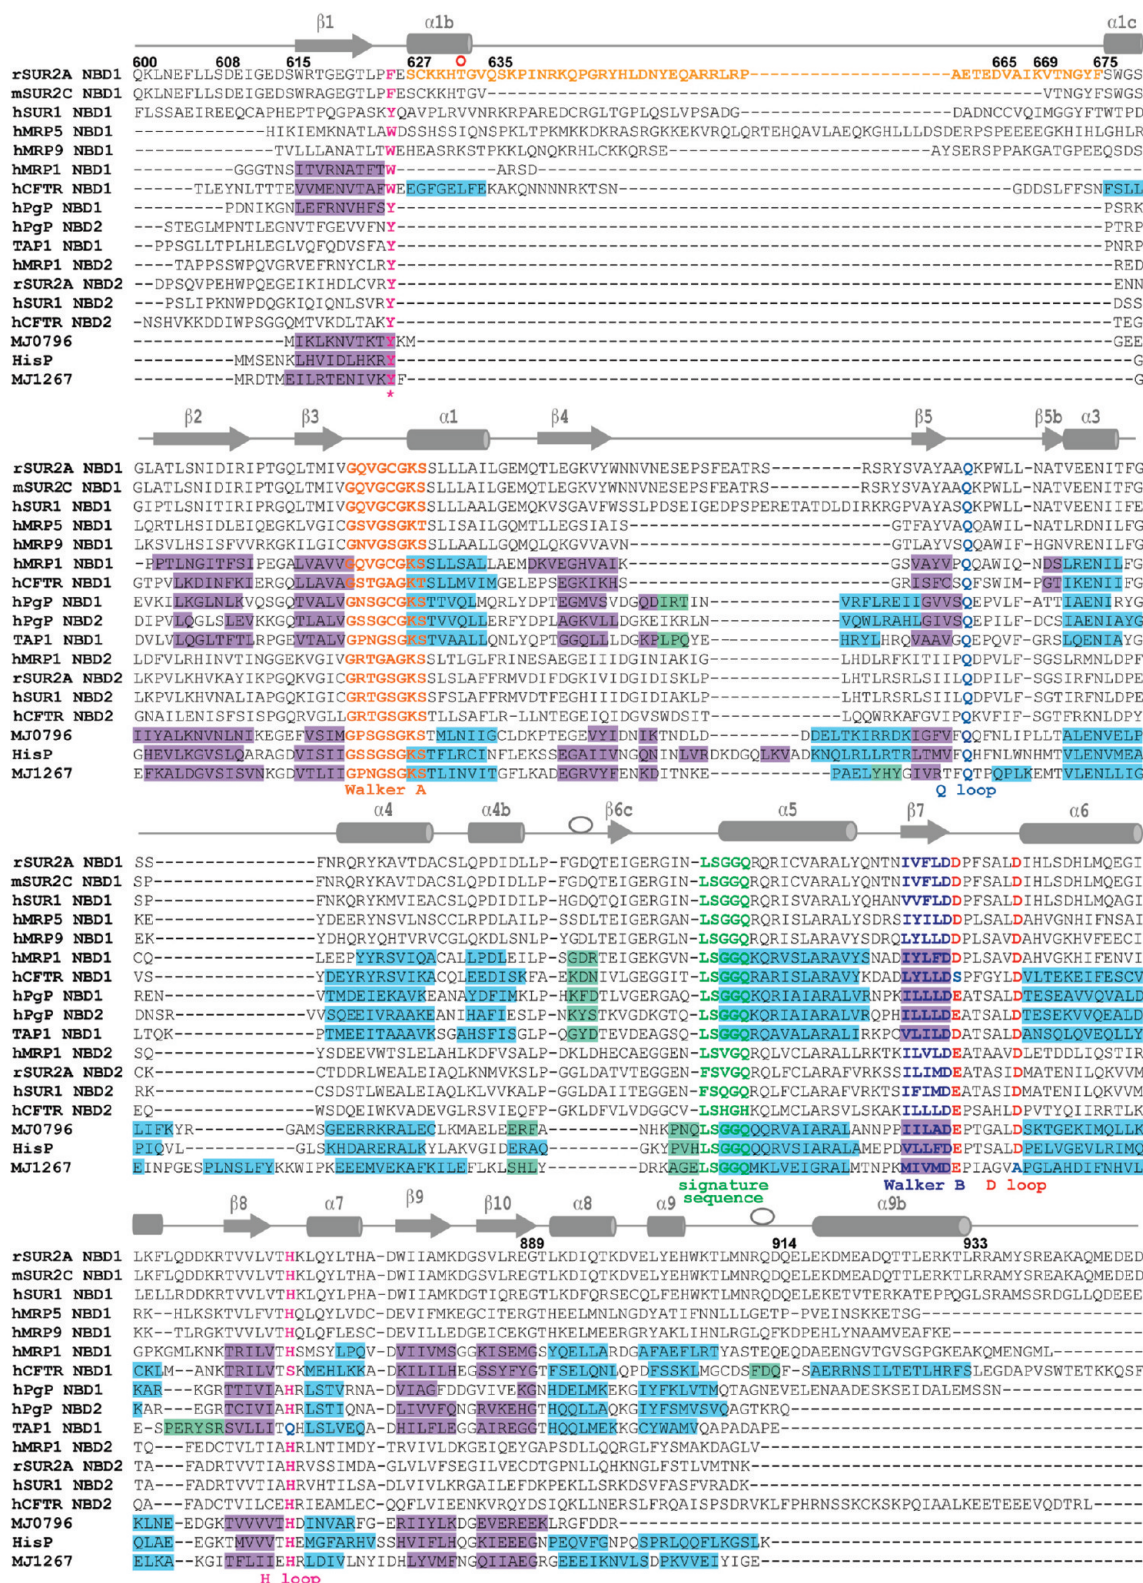 β1 α1b α1c
600 608 615 627 635 665 669 675
rSUR2A NBD1 QKLNEFLLSDEIGEDSWRTGEGTLPFESCKKHTGVQSKPINRKQPGRYHLDNYEQARRLRP---AETEDVAIKVTNGYFSWGS
mSUR2C NBD1 QKLNEFLLSDEIGEDSWRAGEGTLPFESCKKHTGV---VTNGYFSWGS
hSUR1 NBD1 FLSSAEIREEQCAPHEPTPQGPASKYQAVPLRVVNRKRPAREDCRGLTGPLQSLVPSADG---DADNCCVQIMGGYFTWTPD
hMRP5 NBD1 HIKIEMKNATLAWDSSHSSIQNSPKLTPKMKKDKRASRGKKEKVRQLQRTEHQAVLAEQKGHLLLDSDERPSPEEEEGKHIHLGHLR
hMRP9 NBD1 TVLLLANATLTWEHEASRKSTPKKLQNQKRHLCKKQRSE---AYSERSPPAKGATGPEEQSDS
hMRP1 NBD1 GGGTNSITVRNATFTW---ARSD
hCFTR NBD1 TLEYNLTTTEVVMENVTAFWEEGFGELFEKAKQNNNNRKTSN---GDDSLFFSNFSLL
hPgP NBD1 PDNIKGNLEFRNVHFSY---PSRK
hPgP NBD2 STEGLMPNTLEGNVTFGEVVFNY---PTRP
TAP1 NBD1 PPSGLLTPLHLEGLVQFQDVSFAY---PNRP
hMRP1 NBD2 TAPPSSWPQVGRVEFRNYCLRY---RED
rSUR2A NBD2 DPSQVPEHWPQEGEIKIHDLCVRY---ENN
hSUR1 NBD2 PSLIPKNWPDQGKIQIQNLSVRY---DSS
hCFTR NBD2 NSHVKKDDIWPSGGQMTVKDLTAKY---TEG
MJ0796 MIKLKNVTKTYKM---GEE
HisP MMSENKLHVIDLHKRY---G
MJ1267 MRDTMEILRTENIVKYF---G
*
β2 β3 α1 β4 β5 β5b α3
rSUR2A NBD1 GLATLSNIDIRIPTGQLTMIVGQVGCGKSSLLLAILGEMQTLEGKVYWNNVNESEPSFEATRS---RSRYSVAYAAQKPWLL-NATVEENITFG
mSUR2C NBD1 GLATLSNIDIRIPTGQLTMIVGQVGCGKSSLLLAILGEMQTLEGKVYWNNVNESEPSFEATRS---RSRYSVAYAAQKPWLL-NATVEENITFG
hSUR1 NBD1 GIPTLSNITIRIPRGQLTMIVGQVGCGKSSLLLAALGEMQKVSGAVFWSSLPDSEIGEDPSPERETATDLDIRKRGPVAYASQKPWLL-NATVEENIIFE
hMRP5 NBD1 LQRTLHSIDLEIQEGKLVGICGSVGSGKTSLISAILGQMTLLEGSIAIS---GTFAYVAQQAWIL-NATLRDNILFG
hMRP9 NBD1 LKSVLHSISFVVRKGKILGICGNVGSGKSSLLAALLGQMQLQKGVVAV---GTLAYVSQQAWIF-HGNVRENILFG
hMRP1 NBD1 PPTLNGITFSIPEGALVAVVGQVGCGKSSLLSALLAEMDKVEGHVAIK---GSVAYVPQQAWIQ-NDSLRENILFG
hCFTR NBD1 GTPVLKDINFKIERGQLLAVAGSTGAGKTSLLMVIMGELEPSEGKIKHS---GRISFCSQFSWIM-PGTIKENIIFG
hPgP NBD1 EVKILKGLNLKVQSGQTVALVGNSGCGKSTTVQLMQRLYDPTEGMVSVDGQDIRTIN---VRFLREIIGVVSQEPVLF-ATTIAENIRYG
hPgP NBD2 DIPVLQGLSLEVKKGQTLALVGSSGCGKSTVVQLLERFYDPLAGKVLLDGKEIKRLN---VQWLRAHLGIVSQEPILF-DCSIAENIAYG
TAP1 NBD1 DVLVLQGLTFTLRPGEVTALVGPNGSGKSTVAALLQNLYQPTGGQLLLDGKPLPQYE---HRYLHRQVAAVGQEPQVF-GRSLQENIAYG
hMRP1 NBD2 LDFVLRHINVTINGGEKVGIVGRTGAGKSSLTLGLFRINESAEGEIIIDGINIAKIG---LHDLRFKITIIPQDPVLF-SGSLRMNLDPF
rSUR2A NBD2 LKPVLKHVKAYIKPGQKVGICGRTGSGKSSLSLAFFRMVDIFDGKIVIDGIDISKLP---LHTLRSRLSIILQDPILF-SGSIRFNLDPE
hSUR1 NBD2 LKPVLKHVNALIAPGQKIGICGRTGSGKSSFSLAFFRMVDTFEGHIIIDGIDIAKLP---LHTLRSRLSIILQDPVLF-SGTIRFNLDPE
hCFTR NBD2 GNAILENISFSISPGQRVGLLGRTGSGKSTLLSAFLR-LLNTEGEIQIDGVSWDSIT---LQQWRKAFGVIPQKVFIF-SGTFRKNLDPY
MJ0796 IIYALKNVNLNIKEGEFVSIMGPSGSGKSTMLNIIGCLDKPTEGEVYIDNIKTNDLD---DDELTKIRRDKIGFVFQQFNLIPLLTALENVELP
HisP GHEVLKGVSLQARAGDVISIIGSSGSGKSTFLRCINFLEKPSEGAIIVNGQNINLVRDKDGQLKVADKNQLRLLRTRLTMVFQHFNLWNHMTVLENVMEA
MJ1267 EFKALDGVSISVNKGDVTLIIGPNGSGKSTLINVITGFLKADEGRVYFENKDITNKE---PAELYHYGIVRTFQTPQPLKEMTVLENLLIG
Walker A Q loop
α4 α4b β6c α5 β7 α6
rSUR2A NBD1 SS---FNRQRYKAVTDACSLQPDIDLLP-FGDQTEIGERGIN-LSGGQRQRICVARALYQNTNIVFLDDPFSALDIHLSDHLMQEGI
mSUR2C NBD1 SP---FNRQRYKAVTDACSLQPDIDLLP-FGDQTEIGERGIN-LSGGQRQRICVARALYQNTNIVFLDDPFSALDIHLSDHLMQEGI
hSUR1 NBD1 SP---FNKQRYKMVIEACSLQPDIDILP-HGDQTQIGERGIN-LSGGQRQRISVARALYQHANVVFLDDPFSALDIHLSDHLMQAGI
hMRP5 NBD1 KE---YDEERYNSVLNSCCLRPDLAILP-SSDLTEIGERGAN-LSGGQRQRISLARALYSDRSIYILDDPLSALDAHVGNHIFNSAI
hMRP9 NBD1 EK---YDHQRYQHTVRVCGLQKDLSNLP-YGDLTEIGERGLN-LSGGQRQRISLARAVYSDRQLYLLDDPLSAVDAHVGKHVFEECI
hMRP1 NBD1 CQ---LEEPYYRSVIQACALLPDLEILP-SGDRTEIGEKGVN-LSGGQKQRVSLARAVYSNADIYLFDDPLSAVDAHVGKHIFENVI
hCFTR NBD1 VS---YDEYRYRSVIKACQLEEDISKFAEKDNIVLGEGGIT-LSGGQRARISLARAVYKDADLYLLDSPFGYLDVLTEKEIFESCV
hPgP NBD1 REN---VTMDEIEKAVKEANAYDFIMKLP-HKFDTLVGERGAQ-LSGGQKQRIAIARALVRNPKILLLDEATSALDTESEAVVQVALD
hPgP NBD2 DNSR---VVSQEEIVRAAKEANIHAFIESLP-NKYSTKVGDKGTQ-LSGGQKQRIAIARALVRQPHILLLDEATSALDTESEKVVQEALD
TAP1 NBD1 LTQK---PTMEEITAAAVKSGAHSFISGLP-QGYDTEVDEAGSQ-LSGGQRQAVALARALIRKPCVLILDDATSALDANSQLQVEQLLY
hMRP1 NBD2 SQ---YSDEEVWTSLELAHLKDFVSALP-DKLDHECAEGGEN-LSVGQRQLVCLARALLRKTKILVLDEATAAVDLETDDLIQSTIR
rSUR2A NBD2 CK---CTDDRLWEALEIAQLKNMVKSLP-GGLDATVTEGGEN-FSVGQRQLFCLARAFVRKSSILIMDEATASIDMATENILQKVVM
hSUR1 NBD2 RK---CSDSTLWEALEIAQLKLVVKALP-GGLDAIITEGGEN-FSQGQRQLFCLARAFVRKTSIFIMDEATASIDMATENILQKVVM
hCFTR NBD2 EQ---WSDQEIWKVADEVGLRSVIEQFP-GKLDFVLVDGGCV-LSHGHKQLMCLARSVLSKAKILLLDEPSAHLDPVTYQIIRRTLK
MJ0796 LIFKYR---GAMSGEERRKRALECLKMAELEERFA---NHKPNQLSGGQQQRVAIARALANNPPIILADEPTGALDSKTGEKIMQLLK
HisP PIQVL---GLSKHDARERALKYLAKVGIDERAQ---GKYPVHLSGGQQQRVSIARALAMEPDVLLFDEPTSALDPELVGEVLRIMQ
MJ1267 EINPGESPLNSLFYKKWIPKEEEMVEKAFKILEFLKLSHLY---DRKAGELSGGQMKLVEIGRALMTNPKMIVMDEPIAGVAPGLAHDIFNHVL
signature sequence Walker B D loop
β8 α7 β9 β10 α8 α9 α9b
889 914 933
rSUR2A NBD1 LKFLQDDKRTVVLVTHKLQYLTHA-DWIIAMKDGSVLREGTLKDIQTKDVELYEHWKTLMNRQDQELEKDMEADQTTLERKTLRRAMYSREAKAQMEDED
mSUR2C NBD1 LKFLQDDKRTVVLVTHKLQYLTHA-DWIIAMKDGSVLREGTLKDIQTKDVELYEHWKTLMNRQDQELEKDMEADQTTLERKTLRRAMYSREAKAQMEDED
hSUR1 NBD1 LELLRDDKRTVVLVTHKLQYLPHA-DWIIAMKDGTIQREGTLKDFQRSECQLFEHWKTLMNRQDQELEKETVTERKATEPPQGLSRAMSSRDGLLQDEEE
hMRP5 NBD1 RK--HLKSKTVLFVTHQLQYLVDC-DEVIFMKEGCITERGTHEELMNLNGDYATIFNNLLLGETPP-PVEINSKKETSG
hMRP9 NBD1 KK--TLRGKTVVLVTHQLQFLESC-DEVILLEDGEICEKGTHKELMEERGRYAKLIHNLRGLQFKDPEHLYNAAMVEAFKE
hMRP1 NBD1 GPKGMLKNKTRILVTHSMSYLPQV-DVIIVMSGGKISEMGSYQELLARDGAFAEFLRTYASTEQEQDAEENGVTGVSGPGKEAKQMENGML
hCFTR NBD1 CKLM--ANKTRILVTSKMEHLKKA-DKILILHEGSSYFYGTFSELQNLQPDFSSKLMGCDSFDQF-SAERRNSILTETLHRFSLEGDAPVSWTETKKQSF
hPgP NBD1 KAR---KGRTTIVIAHRLSTVRNA-DVIAGFDDGVIVEKGNHDELMKEKGIYFKLVTMQTAGNEVELENAADESKSEIDALEMSSN
hPgP NBD2 KAR---EGRTCIVIAHRLSTIQNA-DLIVVFQNGRVKEHGTHQQLLAQKGIYFSMVSVQAGTKRQ
TAP1 NBD1 E-SPERYSRSVLLITQHLSLVEQA-DHILFLEGGAIREGGTHQQLMEKKGCYWAMVQAPADAPE
hMRP1 NBD2 TQ---FEDCTVLTIAHRLNTIMDY-TRVIVLDKGEIQEYGAPSDLLQQRGLFYSMAKDAGLV
rSUR2A NBD2 TA---FADRTVVTIAHRVSSIMDA-GLVLVFSEGILVECDTGPNLLQHKNGLFSTLVMTNK
hSUR1 NBD2 TA---FADRTVVTIAHRVHTILSA-DLVIVLKRGAILEFDKPEKLLSRKDSVFASFVRADK
hCFTR NBD2 QA---FADCTVILCEHRIEAMLEC-QQFLVIEENKVRQYDSIQKLLNERSLFRQAISPSDRVKLFPHRNSSKCKSKPQIAALKEETEEEVQDTRL
MJ0796 KLNE--EDGKTVVVVTHDINVARFG-ERIIYLKDGEVEREEKLRGFDDR
HisP QLAE--EGKTMVVVTHEMGFARHVSSHVIFLHQGKIEEEGNPEQVFGNPQSPRLQQFLKGSLK
MJ1267 ELKA--KGITFLIIEHRLDIVLNYIDHLYVMFNGQIIAEGRGEEEIKNVLSDPKVVEIYIGE
H loop